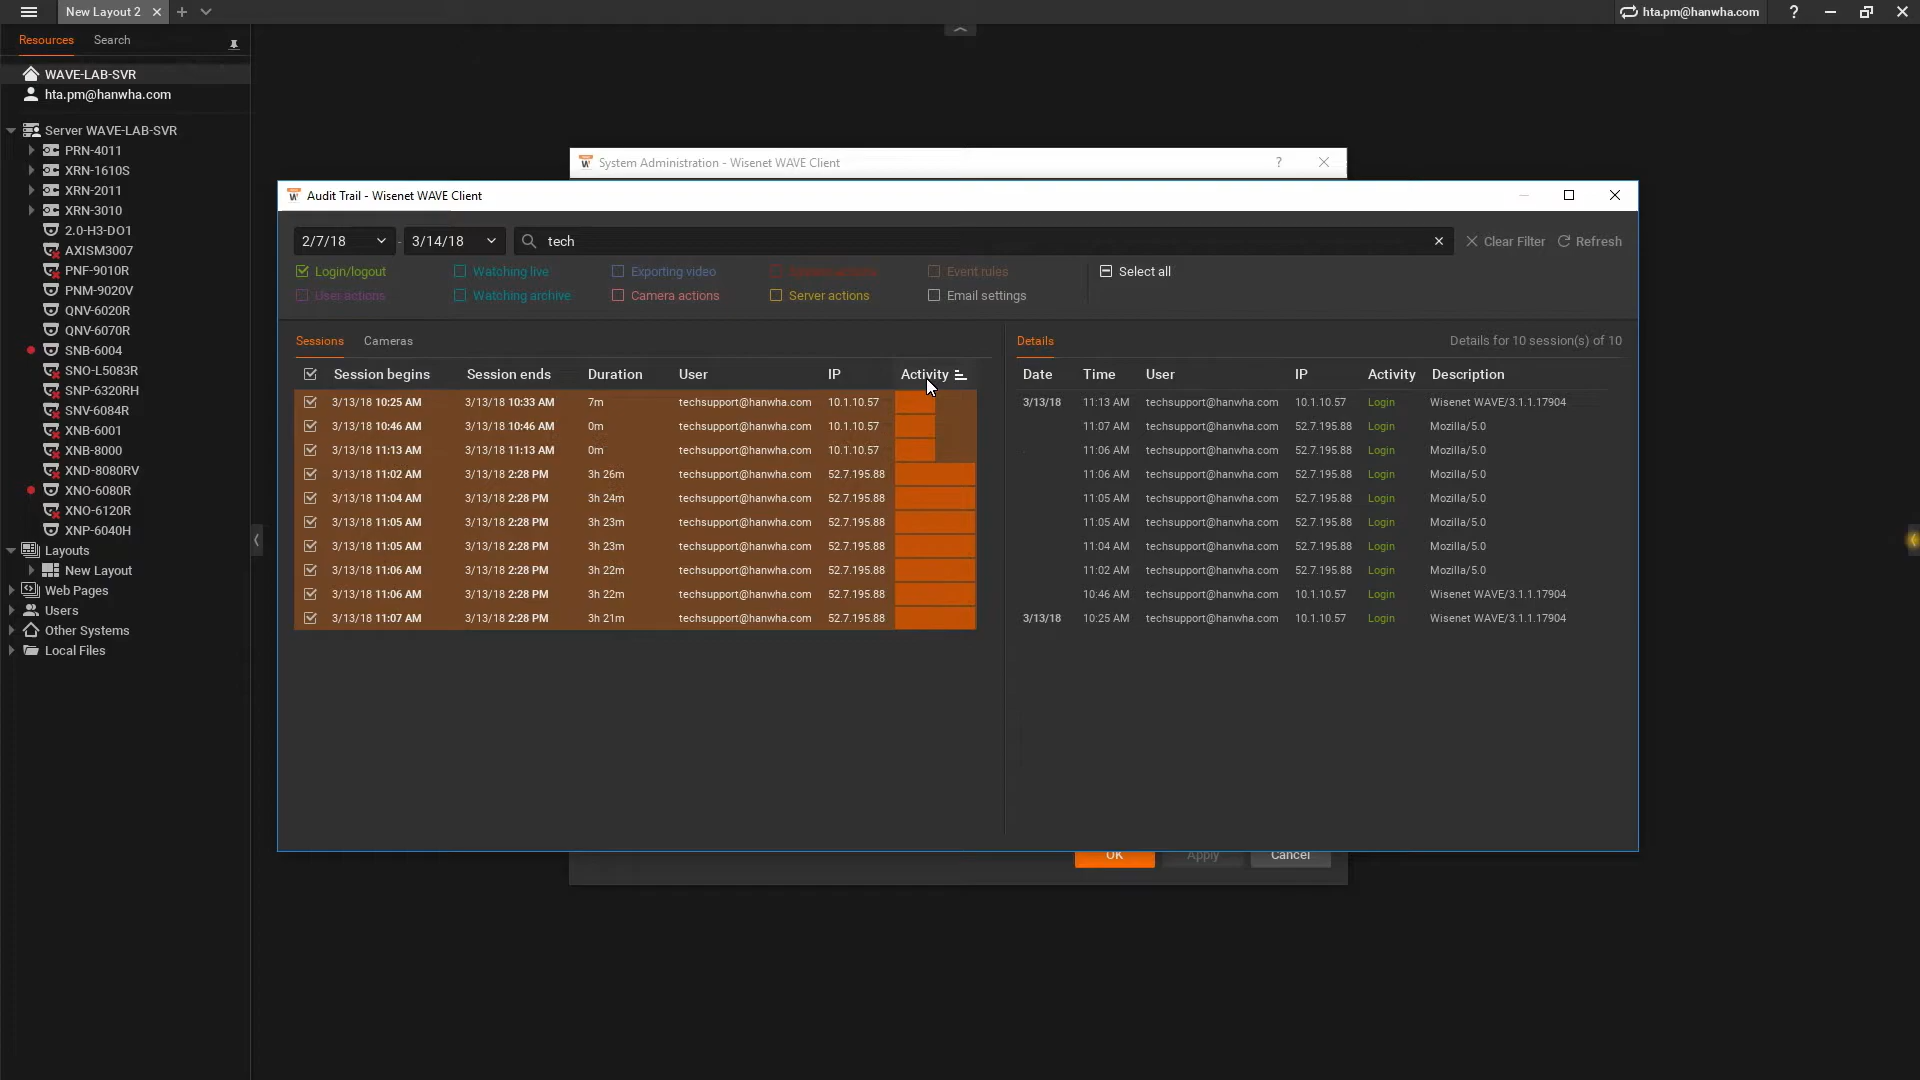 New Layout 2
hta.pm@hanwha.com
?
Resources
Search
WAVE-LAB-SVR
hta.pm@hanwha.com
Server WAVE-LAB-SVR
PRN-4011
XRN-1610S
XRN-2011
XRN-3010
2.0-H3-DO1
AXISM3007
PNF-9010R
PNM-9020V
QNV-6020R
QNV-6070R
SNB-6004
SNO-L5083R
SNP-6320RH
SNV-6084R
XNB-6001
XNB-8000
XND-8080RV
XNO-6080R
XNO-6120R
XNP-6040H
Layouts
New Layout
Web Pages
Users
Other Systems
Local Files
System Administration - Wisenet WAVE Client
?
Audit Trail - Wisenet WAVE Client
2/7/18 - 3/14/18 tech Clear Filter Refresh
Login/logout Watching live Exporting video System actions Event rules Select all
User actions Watching archive Camera actions Server actions Email settings
Sessions Cameras
Session begins Session ends Duration User IP Activity
3/13/18 10:25 AM 3/13/18 10:33 AM 7m techsupport@hanwha.com 10.1.10.57
3/13/18 10:46 AM 3/13/18 10:46 AM 0m techsupport@hanwha.com 10.1.10.57
3/13/18 11:13 AM 3/13/18 11:13 AM 0m techsupport@hanwha.com 10.1.10.57
3/13/18 11:02 AM 3/13/18 2:28 PM 3h 26m techsupport@hanwha.com 52.7.195.88
3/13/18 11:04 AM 3/13/18 2:28 PM 3h 24m techsupport@hanwha.com 52.7.195.88
3/13/18 11:05 AM 3/13/18 2:28 PM 3h 23m techsupport@hanwha.com 52.7.195.88
3/13/18 11:05 AM 3/13/18 2:28 PM 3h 23m techsupport@hanwha.com 52.7.195.88
3/13/18 11:06 AM 3/13/18 2:28 PM 3h 22m techsupport@hanwha.com 52.7.195.88
3/13/18 11:06 AM 3/13/18 2:28 PM 3h 22m techsupport@hanwha.com 52.7.195.88
3/13/18 11:07 AM 3/13/18 2:28 PM 3h 21m techsupport@hanwha.com 52.7.195.88
Details Details for 10 session(s) of 10
Date Time User IP Activity Description
3/13/18 11:13 AM techsupport@hanwha.com 10.1.10.57 Login Wisenet WAVE/3.1.1.17904
11:07 AM techsupport@hanwha.com 52.7.195.88 Login Mozilla/5.0
11:06 AM techsupport@hanwha.com 52.7.195.88 Login Mozilla/5.0
11:06 AM techsupport@hanwha.com 52.7.195.88 Login Mozilla/5.0
11:05 AM techsupport@hanwha.com 52.7.195.88 Login Mozilla/5.0
11:05 AM techsupport@hanwha.com 52.7.195.88 Login Mozilla/5.0
11:04 AM techsupport@hanwha.com 52.7.195.88 Login Mozilla/5.0
11:02 AM techsupport@hanwha.com 52.7.195.88 Login Mozilla/5.0
10:46 AM techsupport@hanwha.com 10.1.10.57 Login Wisenet WAVE/3.1.1.17904
3/13/18 10:25 AM techsupport@hanwha.com 10.1.10.57 Login Wisenet WAVE/3.1.1.17904
OK Apply Cancel